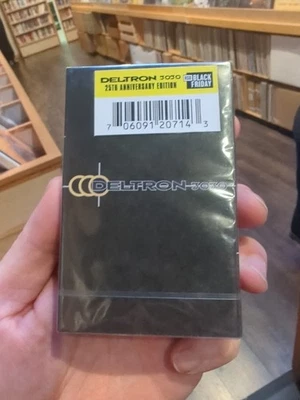 DELTRON 3030
25TH ANNIVERSARY EDITION
BLACK
FRIDAY
7 06091 20714 3
DELTRON 3030